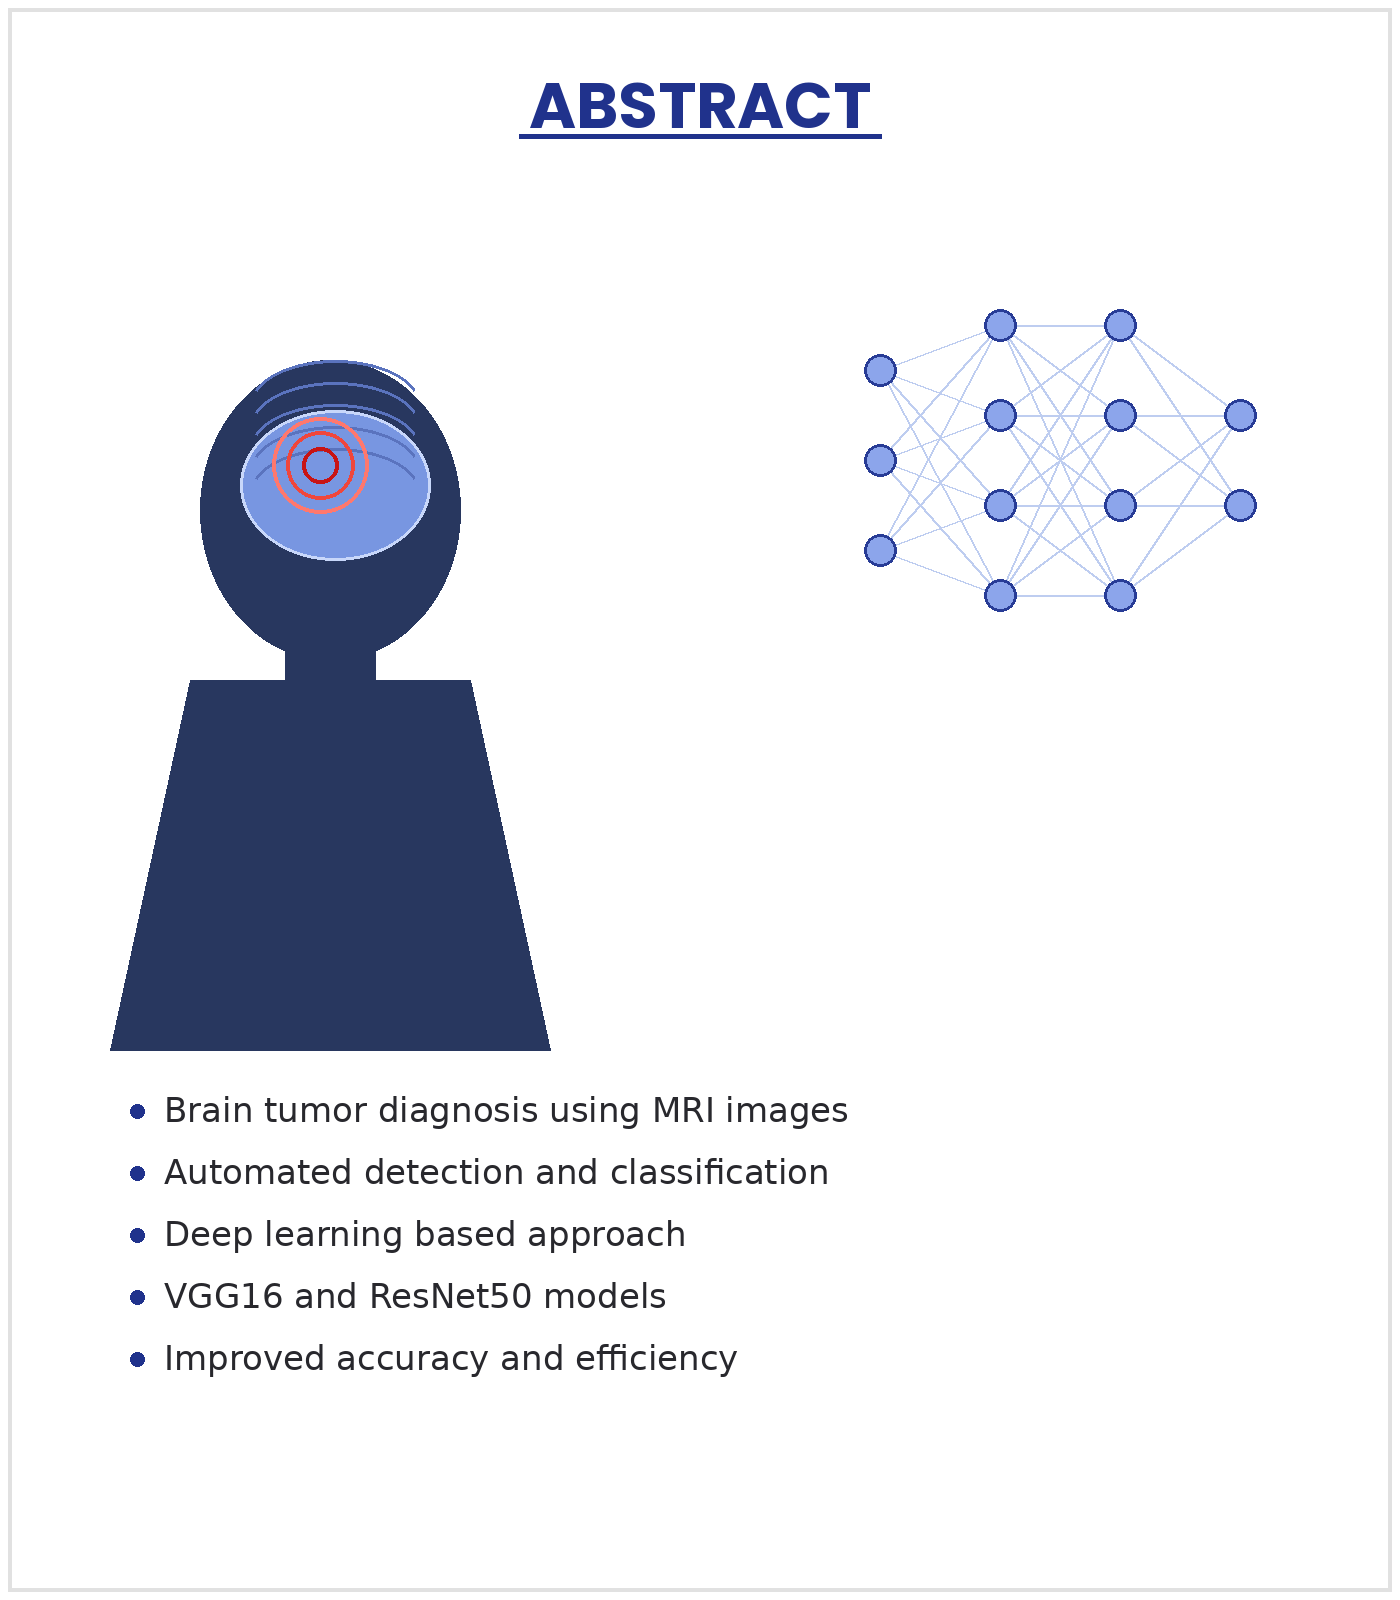 ABSTRACT
Brain tumor diagnosis using MRI images
Automated detection and classification
Deep learning based approach
VGG16 and ResNet50 models
Improved accuracy and efficiency